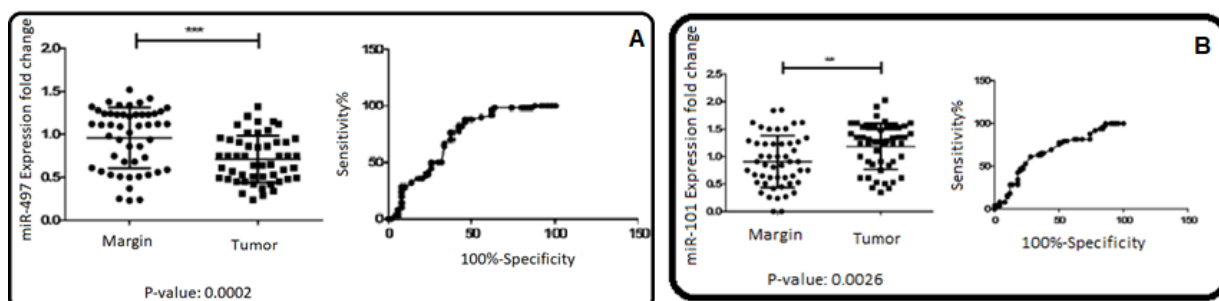 A
***
miR-497 Expression fold change
2.0
1.5
1.0
0.5
0.0
Margin
Tumor
P-value: 0.0002
Sensitivity%
150
100
50
0
0
50
100
150
100%-Specificity
B
**
miR-101 Expression fold change
2.5
2.0
1.5
1.0
0.5
0.0
Margin
Tumor
P-value: 0.0026
Sensitivity%
150
100
50
0
50
100
150
100%-Specificity